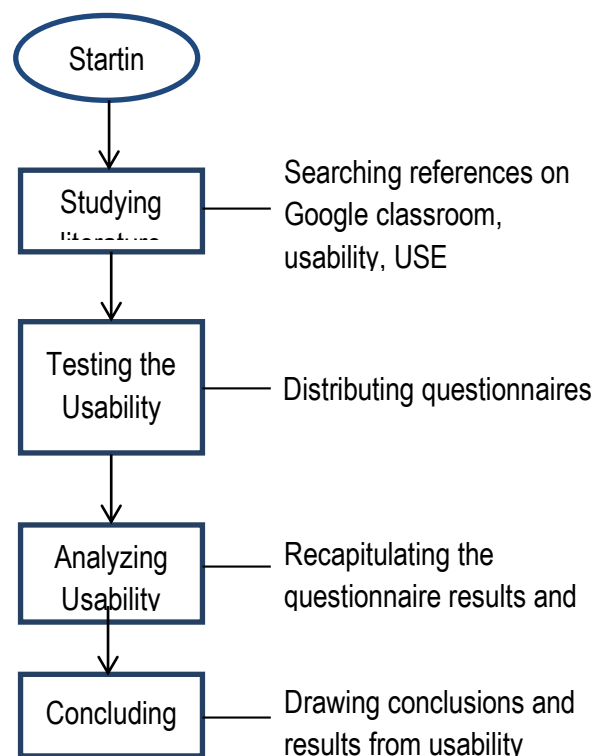 Startin
Studying
Searching references on
Google classroom,
usability, USE
Testing the
Usability
Distributing questionnaires
Analyzing
Usability
Recapitulating the
questionnaire results and
Concluding
Drawing conclusions and
results from usability